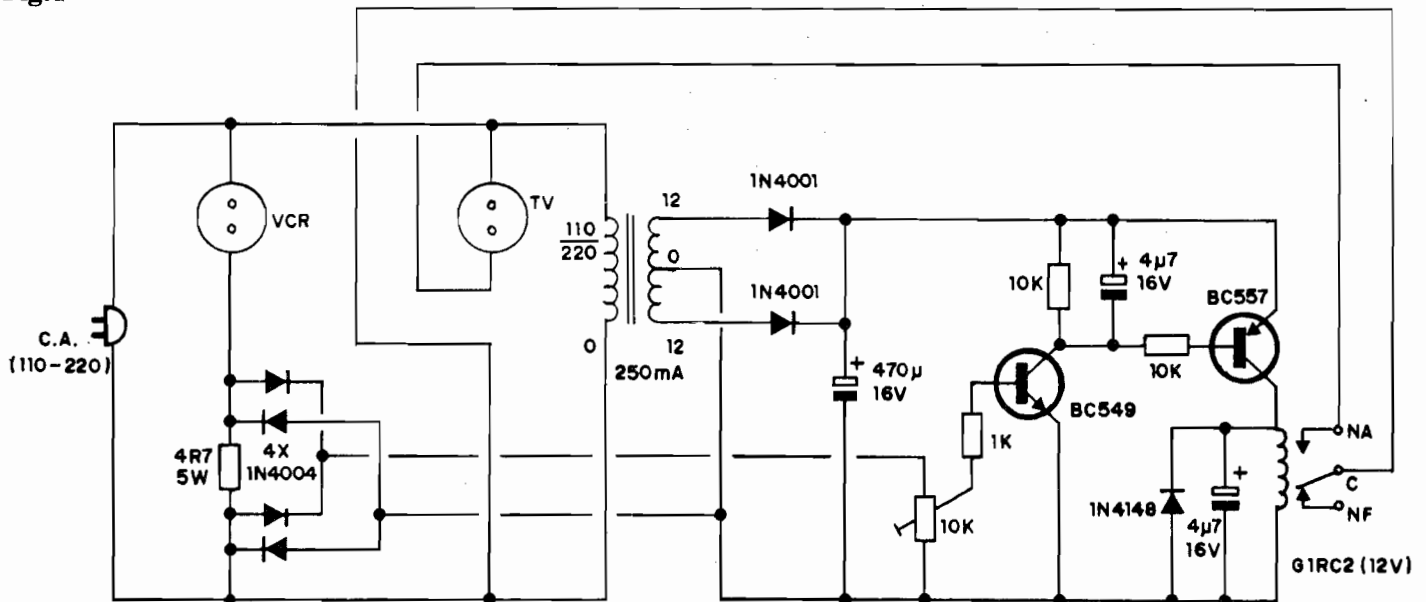 VCR
TV
110
220
0
12
0
12
250mA
1N4001
1N4001
C.A.
(110-220)
4R7
5W
4X
1N4004
+
470µ
16V
10K
+
4µ7
16V
BC557
10K
BC549
1K
10K
1N4148
+
4µ7
16V
NA
C
NF
G1RC2 (12V)